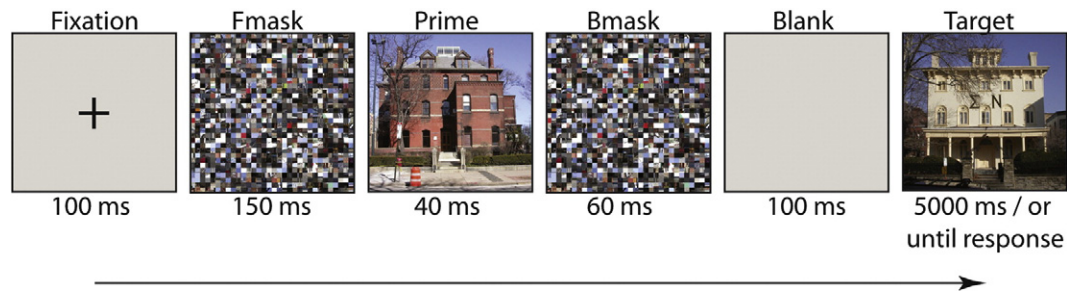 Fixation Fmask Prime Bmask Blank Target
Σ N
100 ms 150 ms 40 ms 60 ms 100 ms 5000 ms / or
until response